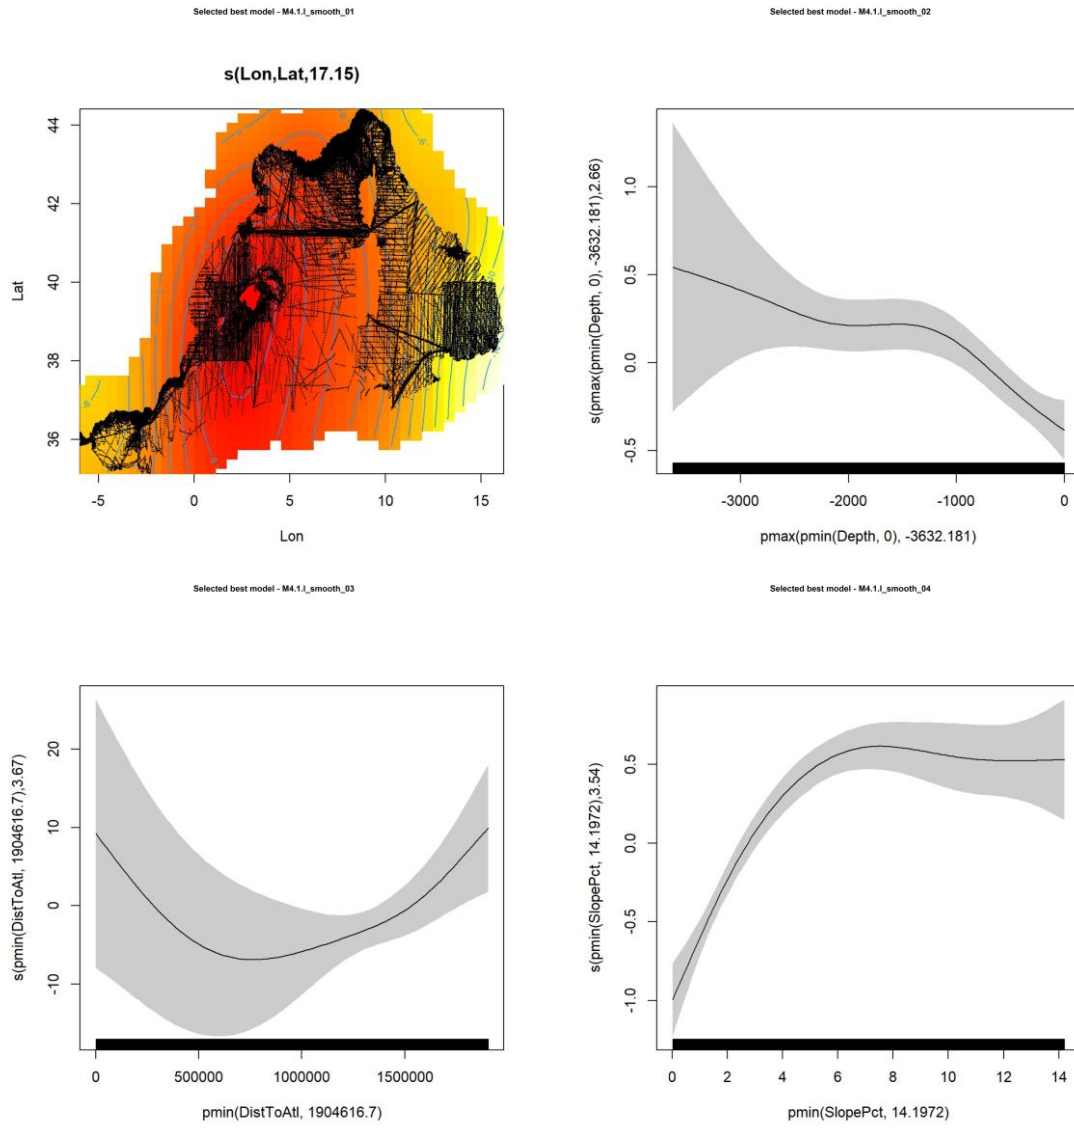 Selected best model - M4.1.l_smooth_01
Selected best model - M4.1.l_smooth_02
s(Lon,Lat,17.15)
Lat
44
42
40
38
36
-5 0 5 10 15
Lon
s(pmax(pmin(Depth, 0), -3632.181),2.66)
1.0
0.5
0.0
-0.5
-3000 -2000 -1000 0
pmax(pmin(Depth, 0), -3632.181)
Selected best model - M4.1.l_smooth_03
Selected best model - M4.1.l_smooth_04
s(pmin(DistToAtl, 1904616.7),3.67)
20
10
0
-10
0 500000 1000000 1500000
pmin(DistToAtl, 1904616.7)
s(pmin(SlopePct, 14.1972),3.54)
0.5
0.0
-0.5
-1.0
0 2 4 6 8 10 12 14
pmin(SlopePct, 14.1972)